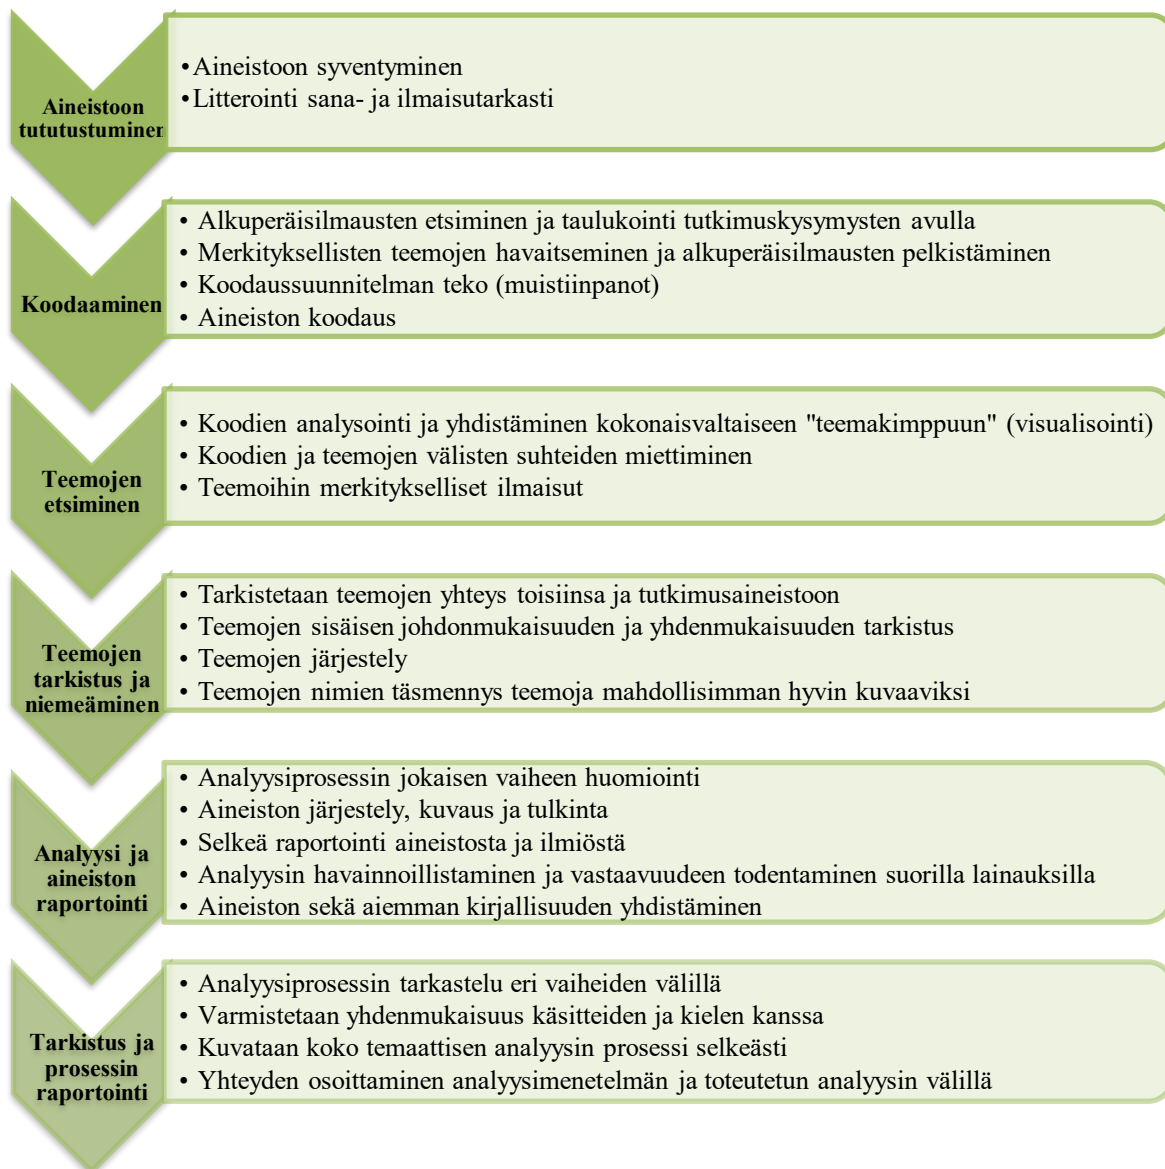 Aineistoon
tututustuminen
•Aineistoon syventyminen
•Litterointi sana- ja ilmaisutarkasti
Koodaaminen
• Alkuperäisilmausten etsiminen ja taulukointi tutkimuskysymysten avulla
• Merkityksellisten teemojen havaitseminen ja alkuperäisilmausten pelkistäminen
• Koodaussuunnitelman teko (muistiinpanot)
• Aineiston koodaus
Teemojen
etsiminen
• Koodien analysointi ja yhdistäminen kokonaisvaltaiseen "teemakimppuun" (visualisointi)
• Koodien ja teemojen välisten suhteiden miettiminen
• Teemoihin merkitykselliset ilmaisut
Teemojen
tarkistus ja
niemeäminen
• Tarkistetaan teemojen yhteys toisiinsa ja tutkimusaineistoon
• Teemojen sisäisen johdonmukaisuuden ja yhdenmukaisuuden tarkistus
• Teemojen järjestely
• Teemojen nimien täsmennys teemoja mahdollisimman hyvin kuvaaviksi
Analyysi ja
aineiston
raportointi
• Analyysiprosessin jokaisen vaiheen huomiointi
• Aineiston järjestely, kuvaus ja tulkinta
• Selkeä raportointi aineistosta ja ilmiöstä
• Analyysin havainnoillistaminen ja vastaavuudeen todentaminen suorilla lainauksilla
• Aineiston sekä aiemman kirjallisuuden yhdistäminen
Tarkistus ja
prosessin
raportointi
• Analyysiprosessin tarkastelu eri vaiheiden välillä
• Varmistetaan yhdenmukaisuus käsitteiden ja kielen kanssa
• Kuvataan koko temaattisen analyysin prosessi selkeästi
• Yhteyden osoittaminen analyysimenetelmän ja toteutetun analyysin välillä